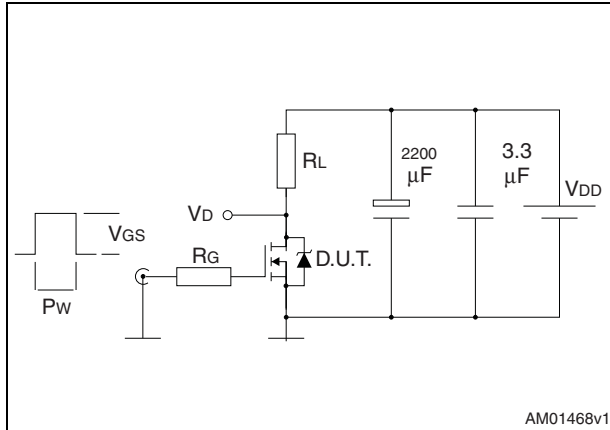 RL
2200
μF
3.3
μF
VDD
VD
VGS
RG
D.U.T.
PW
AM01468v1